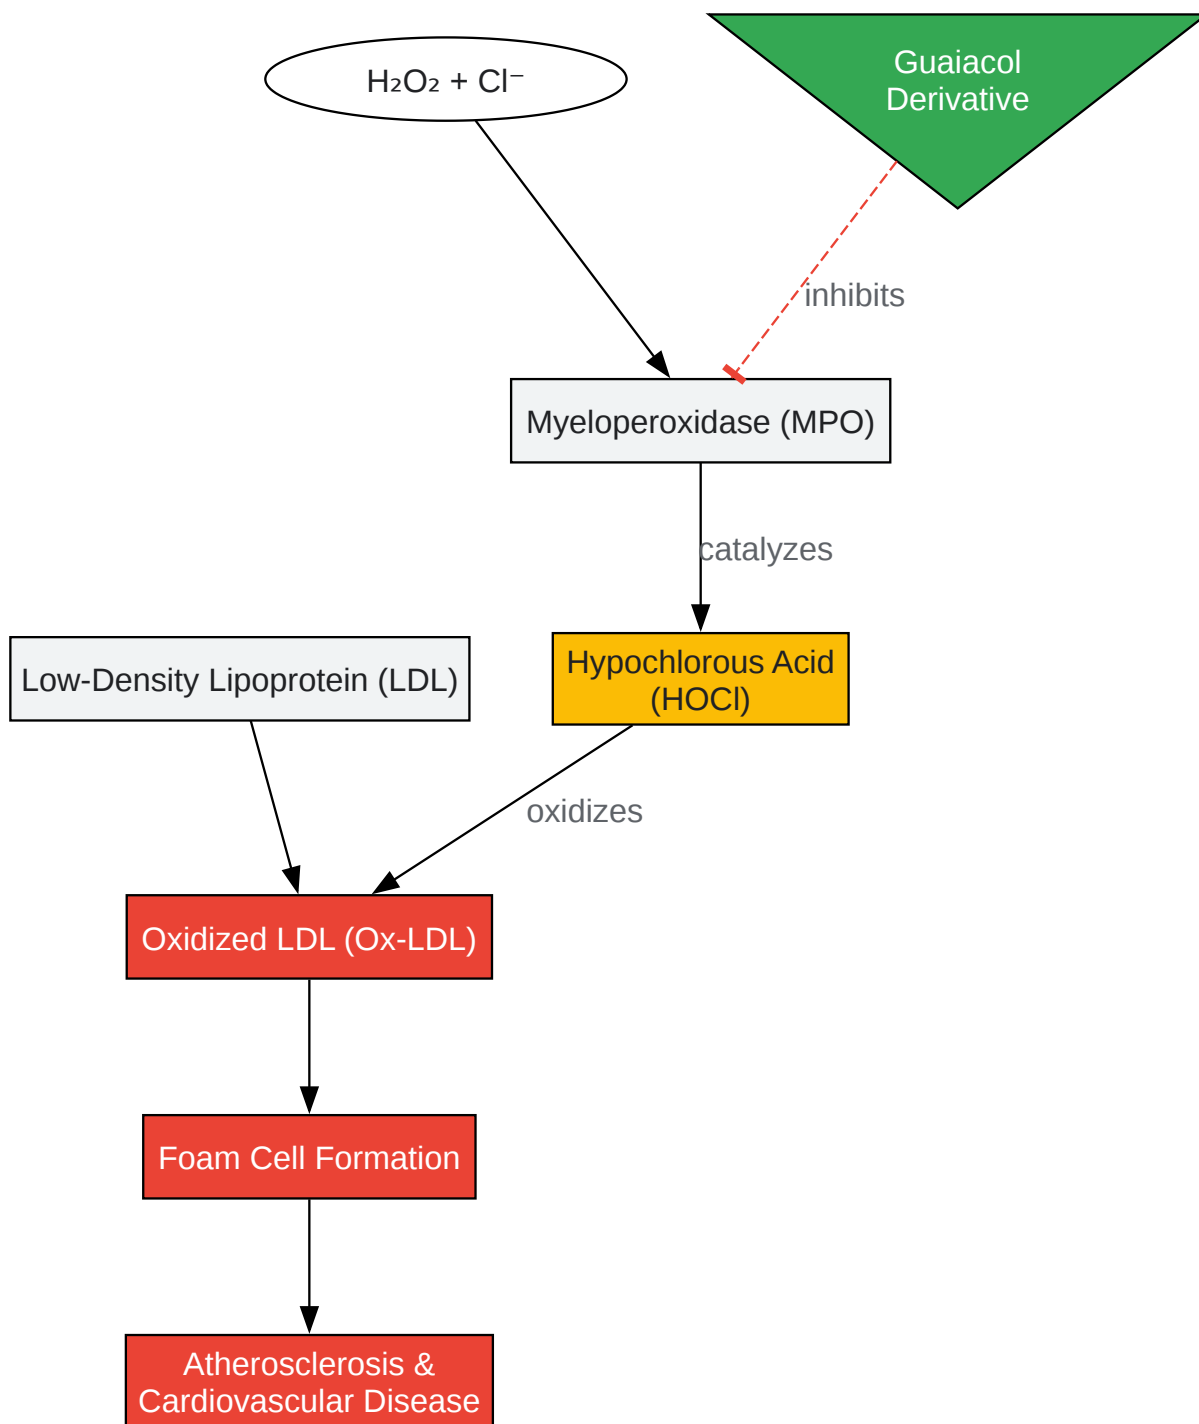 H₂O₂ + Cl⁻
Guaiacol
Derivative
inhibits
Myeloperoxidase (MPO)
catalyzes
Low-Density Lipoprotein (LDL)
Hypochlorous Acid
(HOCl)
oxidizes
Oxidized LDL (Ox-LDL)
Foam Cell Formation
Atherosclerosis &
Cardiovascular Disease